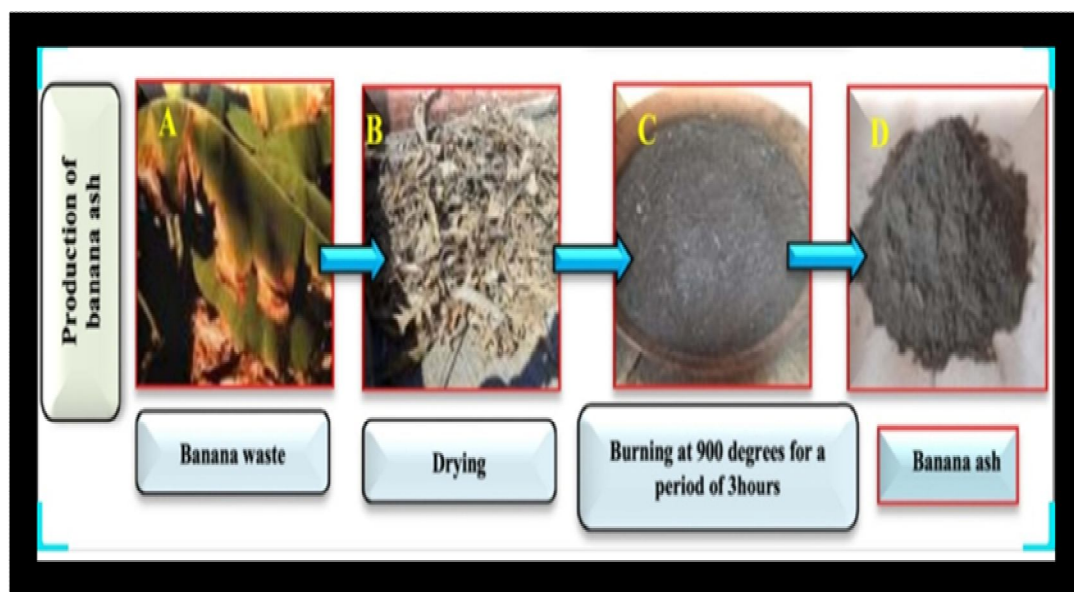 Production of
banana ash
A
B
C
D
Banana waste
Drying
Burning at 900 degrees for a
period of 3hours
Banana ash